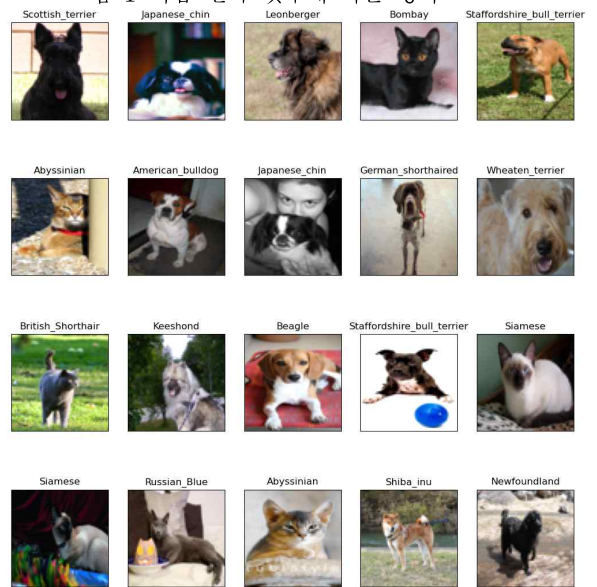 Scottish_terrier Japanese_chin Leonberger Bombay Staffordshire_bull_terrier
Abyssinian American_bulldog Japanese_chin German_shorthaired Wheaten_terrier
British_Shorthair Keeshond Beagle Staffordshire_bull_terrier Siamese
Siamese Russian_Blue Abyssinian Shiba_inu Newfoundland